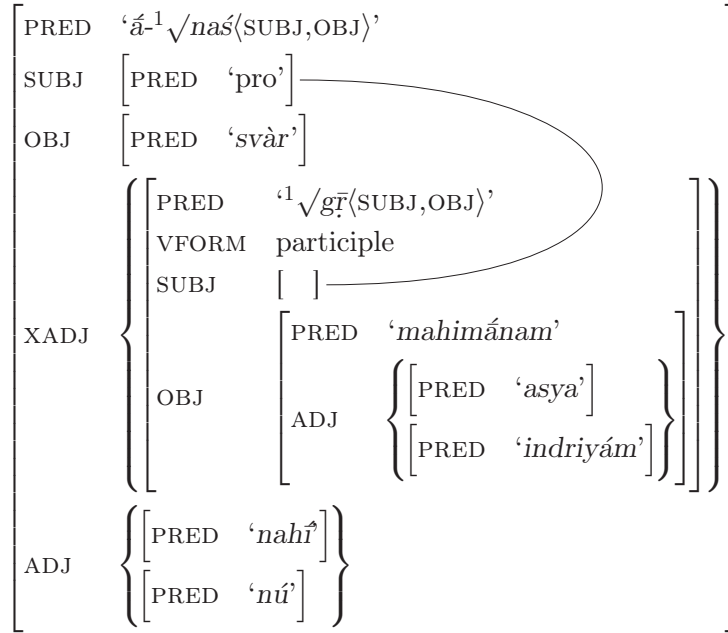 PRED ‘ā́-¹√naś⟨SUBJ,OBJ⟩’
SUBJ [PRED ‘pro’]
OBJ [PRED ‘svàr’]
PRED ‘¹√gr̥̄⟨SUBJ,OBJ⟩’
VFORM participle
SUBJ [ ]
XADJ
PRED ‘mahimā́nam’
OBJ
[PRED ‘asya’]
ADJ
[PRED ‘indriyám’]
[PRED ‘nahī́’]
ADJ
[PRED ‘nú’]